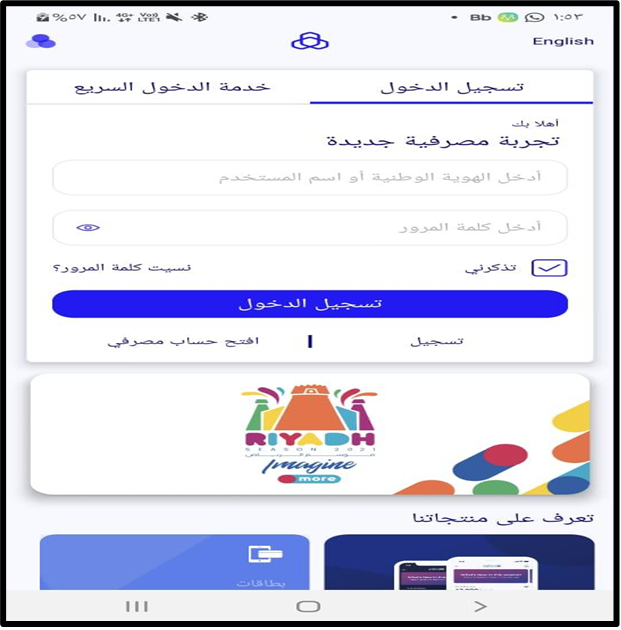 %٥٧ 4G+ Vo)) LTE1 Bb ١:٥٣
English
تسجيل الدخول
خدمة الدخول السريع
أهلا بك
تجربة مصرفية جديدة
أدخل الهوية الوطنية أو اسم المستخدم
أدخل كلمة المرور
تذكرني
نسيت كلمة المرور؟
تسجيل الدخول
تسجيل
افتح حساب مصرفي
RIYADH
SEASON 2021
موسم الرياض
Imagine
more
تعرف على منتجاتنا
بطاقات